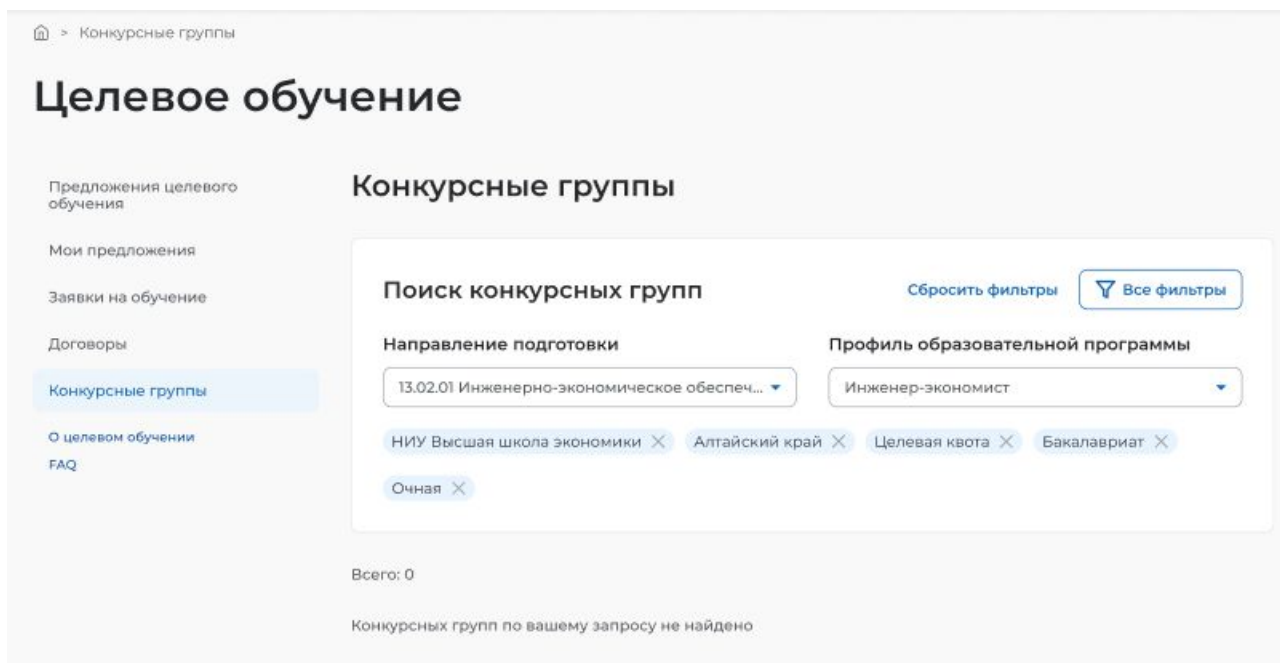 > Конкурсные группы
Целевое обучение
Предложения целевого
обучения
Мои предложения
Заявки на обучение
Договоры
Конкурсные группы
О целевом обучении
FAQ
Конкурсные группы
Поиск конкурсных групп
Сбросить фильтры
Все фильтры
Направление подготовки
Профиль образовательной программы
13.02.01 Инженерно-экономическое обеспеч...
Инженер-экономист
НИУ Высшая школа экономики × Алтайский край × Целевая квота × Бакалавриат ×
Очная ×
Всего: 0
Конкурсных групп по вашему запросу не найдено